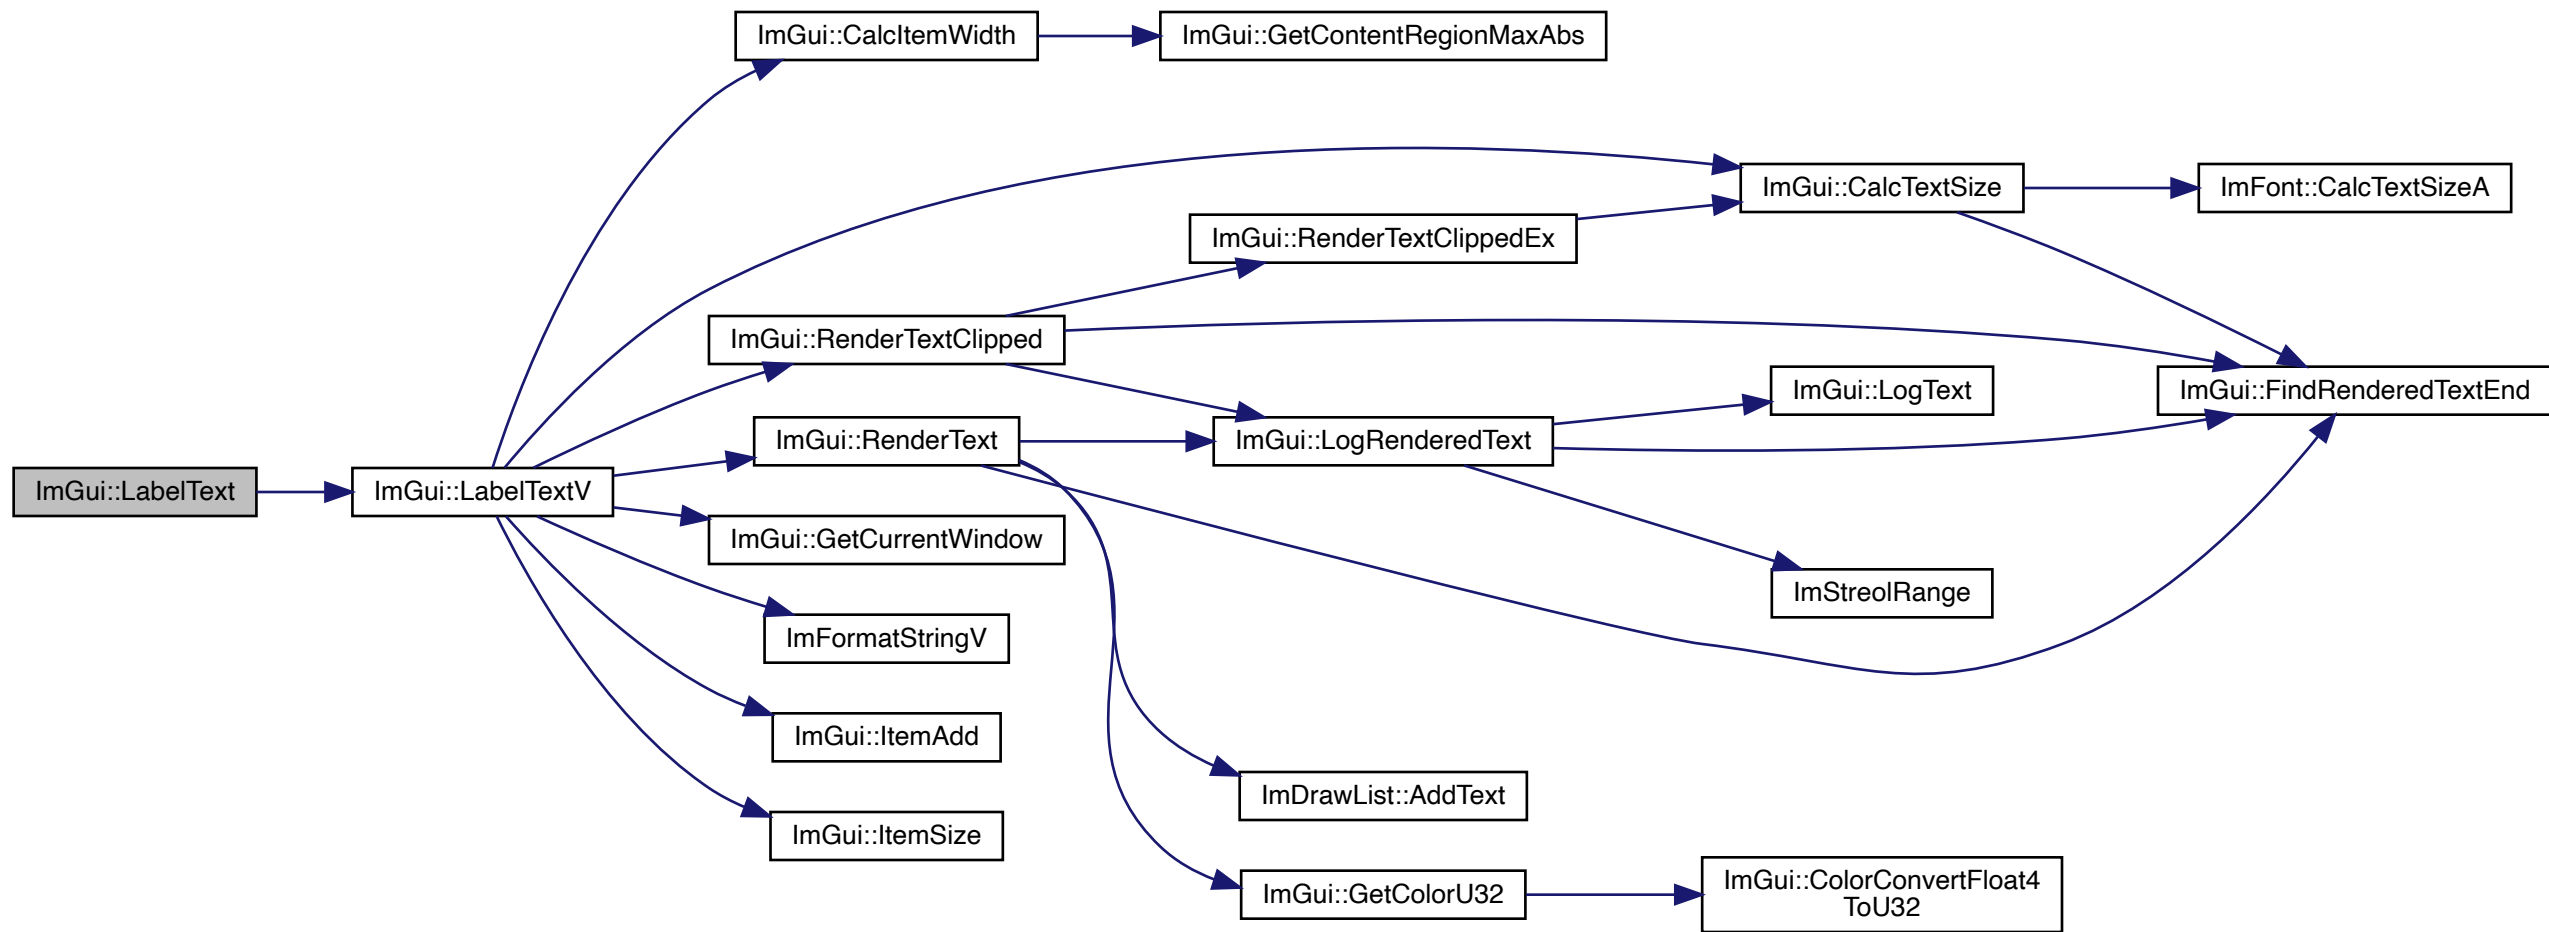 ImGui::LabelText
ImGui::LabelTextV
ImGui::CalcItemWidth
ImGui::GetContentRegionMaxAbs
ImGui::CalcTextSize
ImFont::CalcTextSizeA
ImGui::RenderTextClippedEx
ImGui::RenderTextClipped
ImGui::LogText
ImGui::FindRenderedTextEnd
ImGui::RenderText
ImGui::LogRenderedText
ImGui::GetCurrentWindow
ImStreolRange
ImFormatStringV
ImGui::ItemAdd
ImDrawList::AddText
ImGui::ItemSize
ImGui::GetColorU32
ImGui::ColorConvertFloat4
ToU32